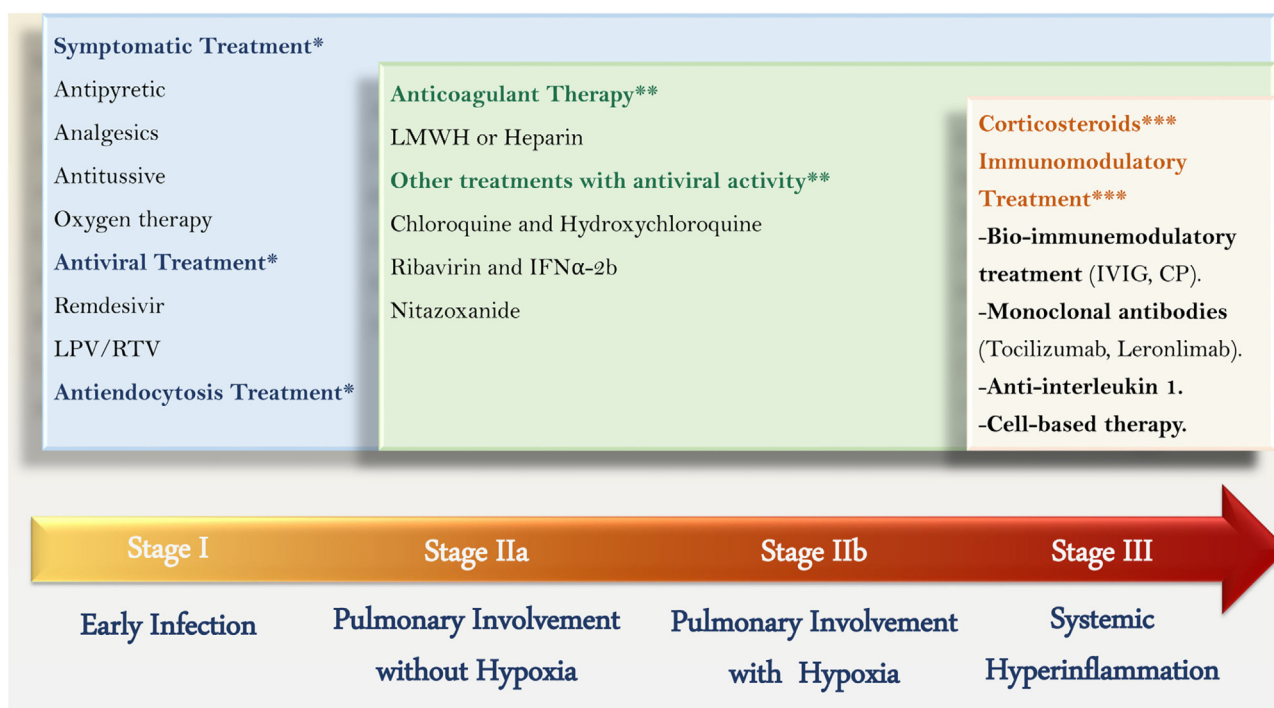 Symptomatic Treatment*
Antipyretic
Analgesics
Antitussive
Oxygen therapy
Antiviral Treatment*
Remdesivir
LPV/RTV
Antiendocytosis Treatment*
Anticoagulant Therapy**
LMWH or Heparin
Other treatments with antiviral activity**
Chloroquine and Hydroxychloroquine
Ribavirin and IFNα-2b
Nitazoxanide
Corticosteroids***
Immunomodulatory
Treatment***
-Bio-immunemodulatory
treatment (IVIG, CP).
-Monoclonal antibodies
(Tocilizumab, Leronlimab).
-Anti-interleukin 1.
-Cell-based therapy.
Stage I
Stage IIa
Stage IIb
Stage III
Early Infection
Pulmonary Involvement
without Hypoxia
Pulmonary Involvement
with Hypoxia
Systemic
Hyperinflammation